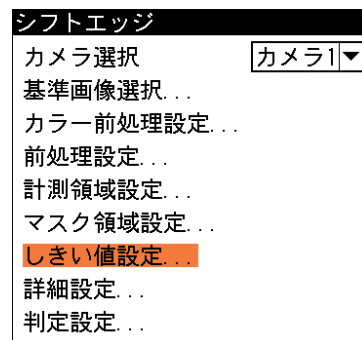 シフトエッジ
カメラ選択 カメラ1▼
基準画像選択...
カラー前処理設定...
前処理設定...
計測領域設定...
マスク領域設定...
しきい値設定...
詳細設定...
判定設定...